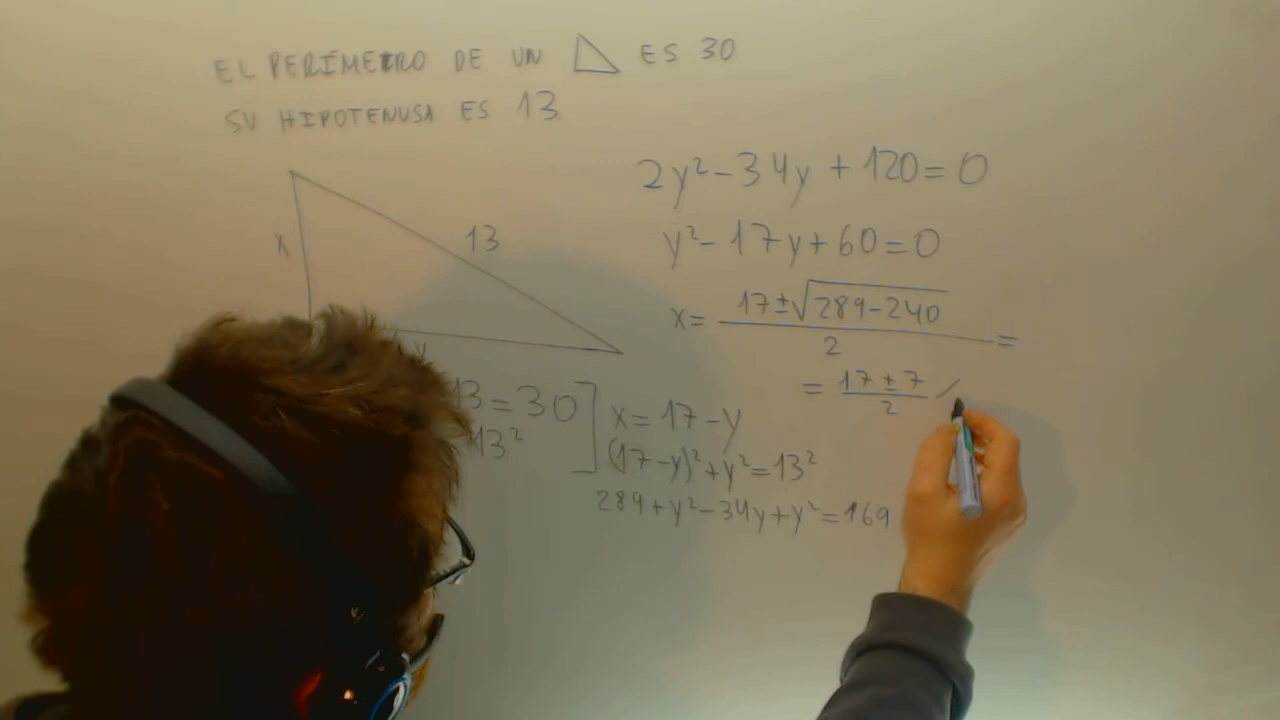 EL PERÍMETRO DE UN ES 30
SU HIPOTENUSA ES 13
x
13
y
13 = 30
13²
x = 17 - y
(17 - y)² + y² = 13²
289 + y² - 34y + y² = 169
2y² - 34y + 120 = 0
y² - 17y + 60 = 0
x = (17 ± √(289 - 240)) / 2 =
= (17 ± 7) / 2